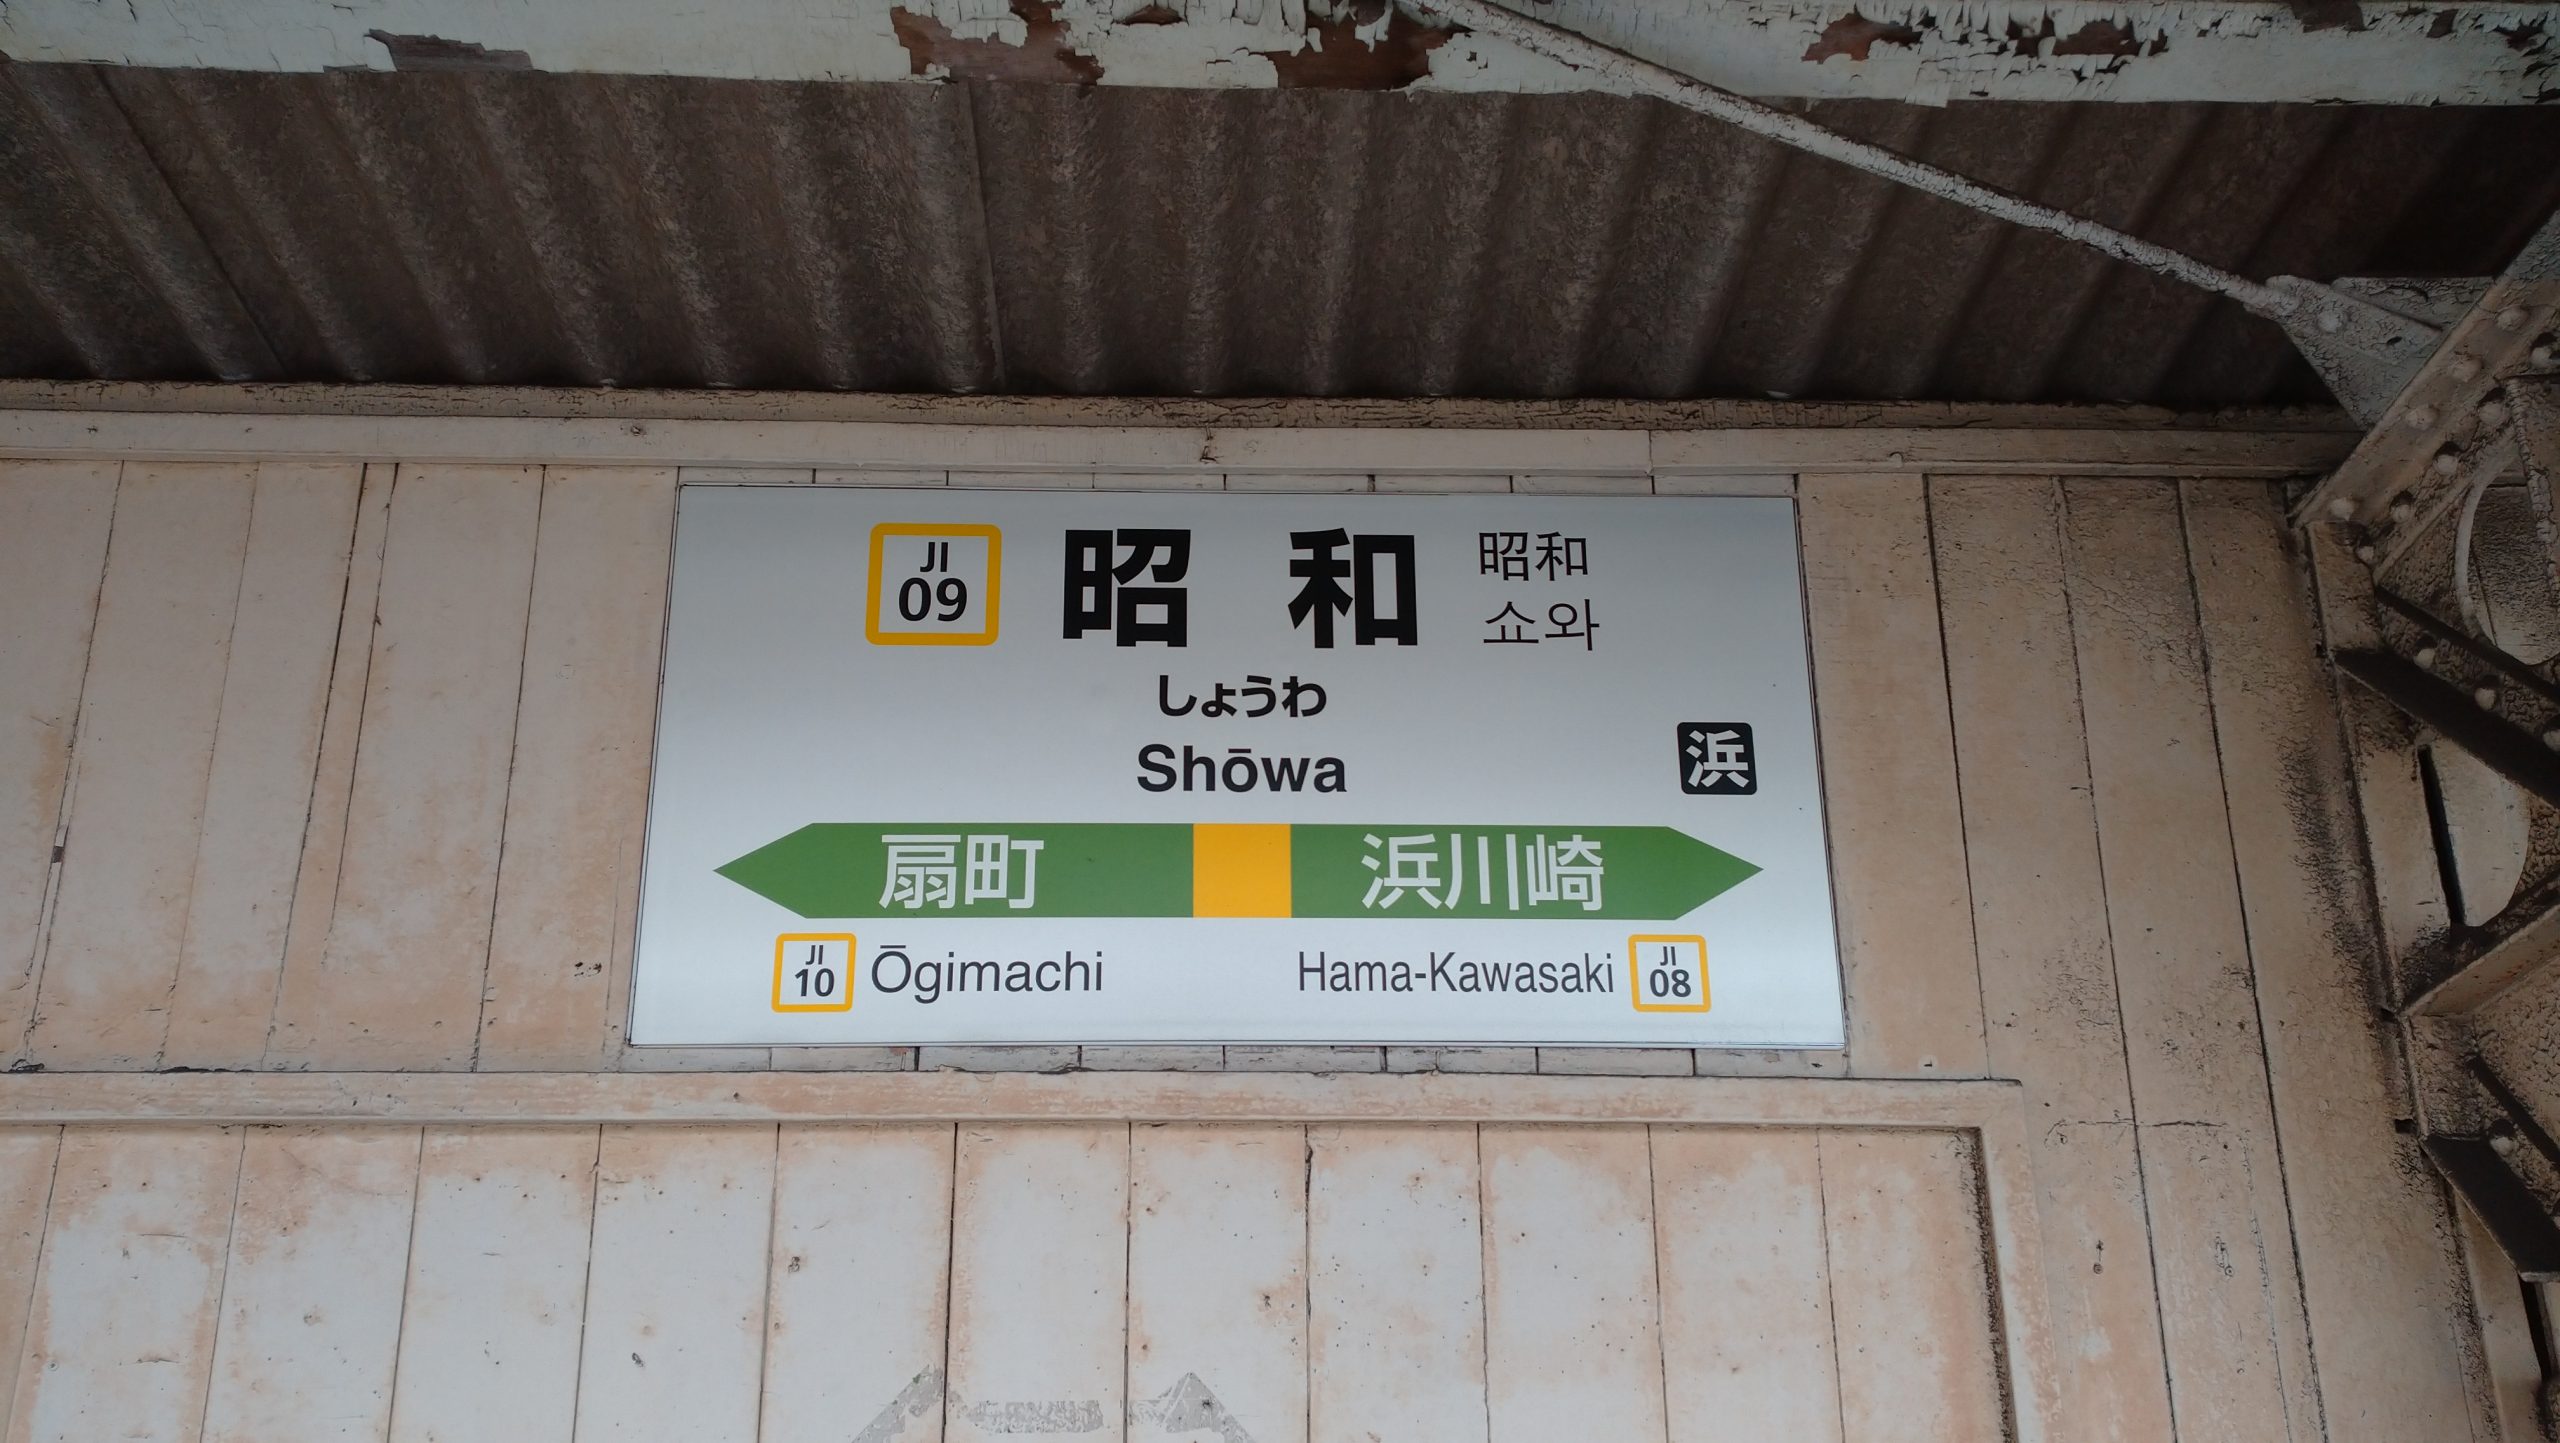 JI
09
昭和
昭和
쇼와
しょうわ
Shōwa
浜
扇町
浜川崎
JI
10
Ōgimachi
Hama-Kawasaki
JI
08